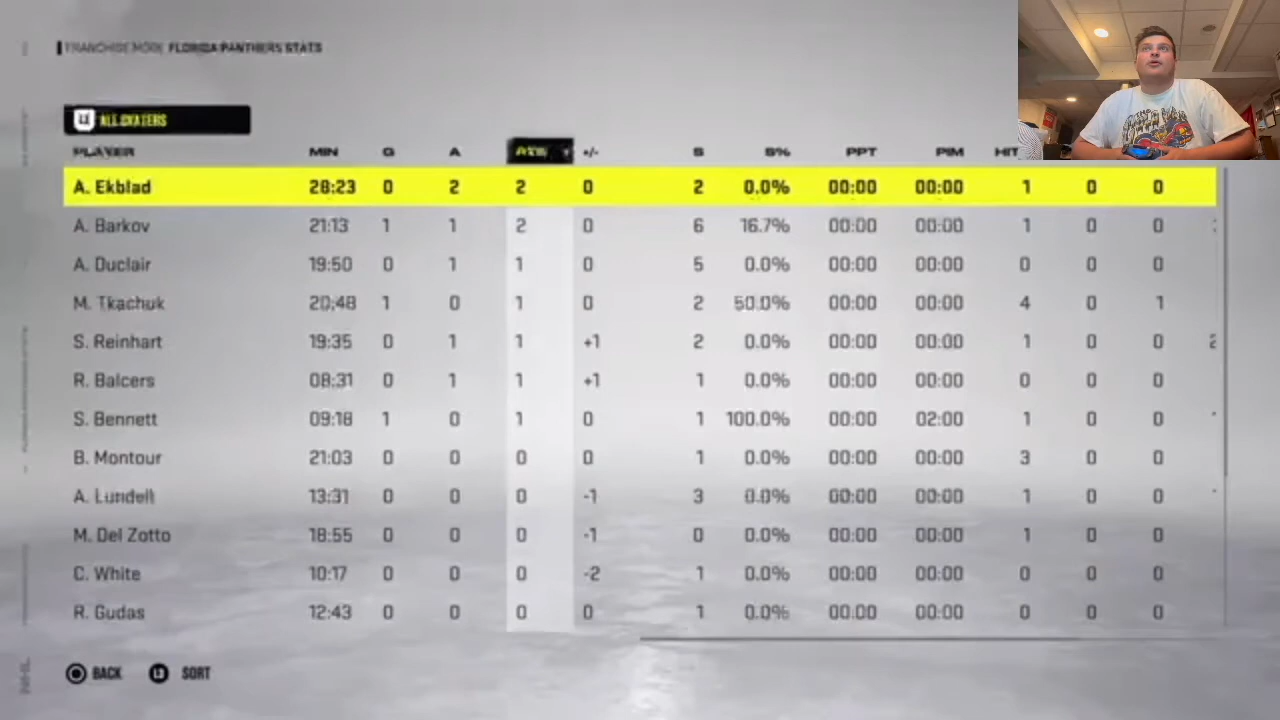 FRANCHISE MODE FLORIDA PANTHERS STATS
L2 ALL SKATERS
PLAYER MIN G A PTS +/- S S% PPT PIM HIT
A. Ekblad 28:23 0 2 2 0 2 0.0% 00:00 00:00 1 0 0
A. Barkov 21:13 1 1 2 0 6 16.7% 00:00 00:00 1 0 0
A. Duclair 19:50 0 1 1 0 5 0.0% 00:00 00:00 0 0 0
M. Tkachuk 20:48 1 0 1 0 2 50.0% 00:00 00:00 4 0 1
S. Reinhart 19:35 0 1 1 +1 2 0.0% 00:00 00:00 1 0 0
R. Balcers 08:31 0 1 1 +1 1 0.0% 00:00 00:00 0 0 0
S. Bennett 09:18 1 0 1 0 1 100.0% 00:00 02:00 1 0 0
B. Montour 21:03 0 0 0 0 1 0.0% 00:00 00:00 3 0 0
A. Lundell 13:31 0 0 0 -1 3 0.0% 00:00 00:00 1 0 0
M. Del Zotto 18:55 0 0 0 -1 0 0.0% 00:00 00:00 1 0 0
C. White 10:17 0 0 0 -2 1 0.0% 00:00 00:00 0 0 0
R. Gudas 12:43 0 0 0 0 1 0.0% 00:00 00:00 0 0 0
BACK L3 SORT